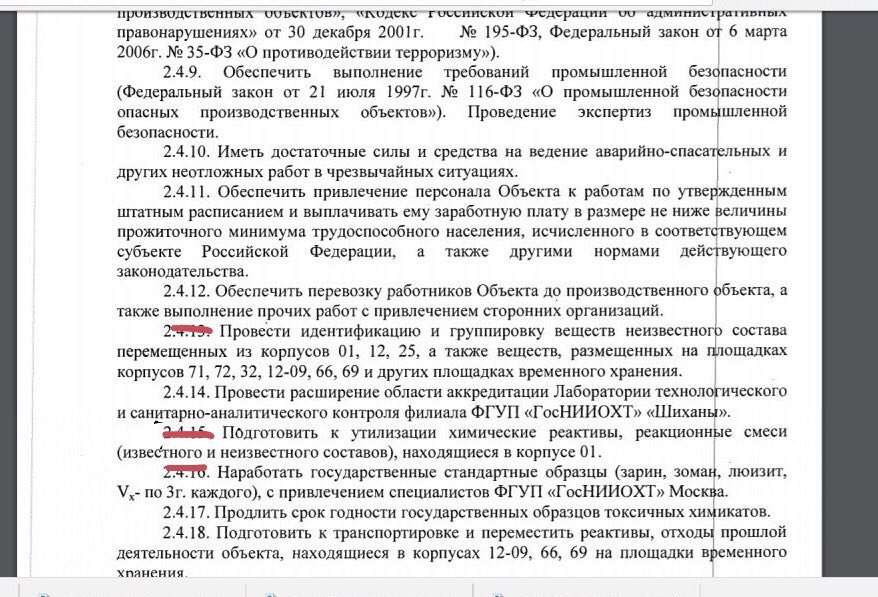 производственных объектов», «Кодекс Российской Федерации об административных
правонарушениях» от 30 декабря 2001г. № 195-ФЗ, Федеральный закон от 6 марта
2006г. № 35-ФЗ «О противодействии терроризму»).
2.4.9. Обеспечить выполнение требований промышленной безопасности
(Федеральный закон от 21 июля 1997г. № 116-ФЗ «О промышленной безопасности
опасных производственных объектов»). Проведение экспертиз промышленной
безопасности.
2.4.10. Иметь достаточные силы и средства на ведение аварийно-спасательных и
других неотложных работ в чрезвычайных ситуациях.
2.4.11. Обеспечить привлечение персонала Объекта к работам по утвержденным
штатным расписанием и выплачивать ему заработную плату в размере не ниже величины
прожиточного минимума трудоспособного населения, исчисленного в соответствующем
субъекте Российской Федерации, а также другими нормами действующего
законодательства.
2.4.12. Обеспечить перевозку работников Объекта до производственного объекта, а
также выполнение прочих работ с привлечением сторонних организаций.
2.4.13. Провести идентификацию и группировку веществ неизвестного состава
перемещенных из корпусов 01, 12, 25, а также веществ, размещенных на площадках
корпусов 71, 72, 32, 12-09, 66, 69 и других площадках временного хранения.
2.4.14. Провести расширение области аккредитации Лаборатории технологического
и санитарно-аналитического контроля филиала ФГУП «ГосНИИОХТ» «Шиханы».
2.4.15. Подготовить к утилизации химические реактивы, реакционные смеси
(известного и неизвестного составов), находящиеся в корпусе 01.
2.4.16. Наработать государственные стандартные образцы (зарин, зоман, люизит,
Vх- по 3г. каждого), с привлечением специалистов ФГУП «ГосНИИОХТ» Москва.
2.4.17. Продлить срок годности государственных образцов токсичных химикатов.
2.4.18. Подготовить к транспортировке и переместить реактивы, отходы прошлой
деятельности объекта, находящиеся в корпусах 12-09, 66, 69 на площадки временного
хранения.